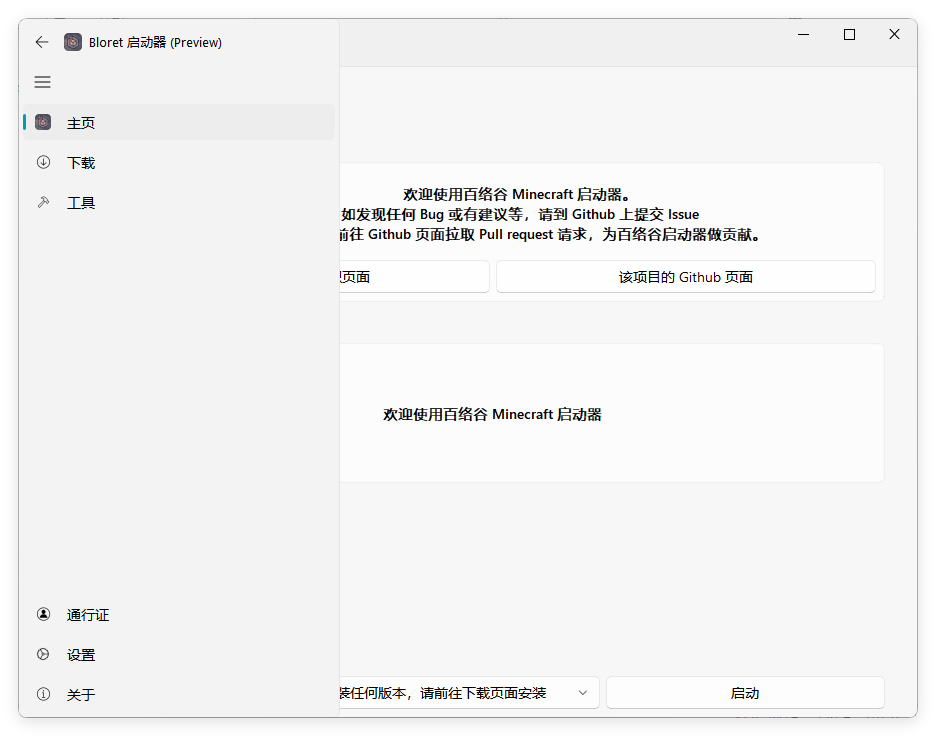 Bloret 启动器 (Preview)
主页
下载
工具
欢迎使用百络谷 Minecraft 启动器。
如发现任何 Bug 或有建议等，请到 Github 上提交 Issue
前往 Github 页面拉取 Pull request 请求，为百络谷启动器做贡献。
页面
该项目的 Github 页面
欢迎使用百络谷 Minecraft 启动器
通行证
设置
关于
装任何版本，请前往下载页面安装
启动